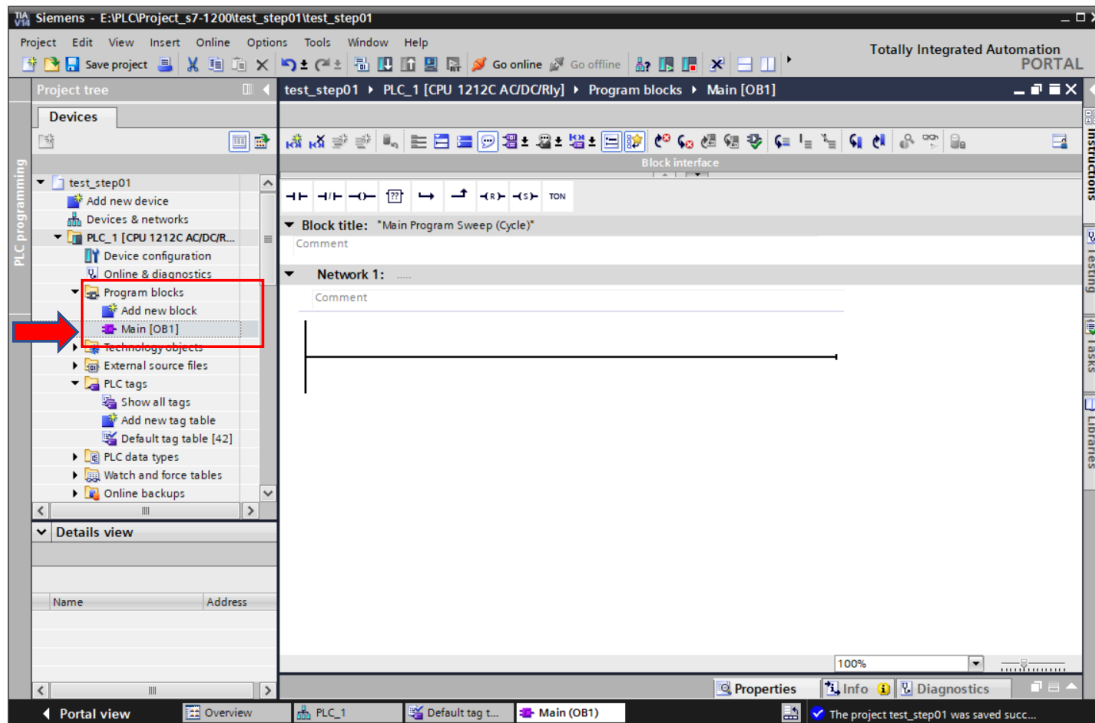 TIA V14 Siemens - E:\PLC\Project_s7-1200\test_step01\test_step01
Project Edit View Insert Online Options Tools Window Help
Totally Integrated Automation
PORTAL
Save project Go online Go offline
Project tree
test_step01 PLC_1 [CPU 1212C AC/DC/Rly] Program blocks Main [OB1]
Devices
Block interface
PLC programming
test_step01
Add new device
Devices & networks
PLC_1 [CPU 1212C AC/DC/R...
Device configuration
Online & diagnostics
Program blocks
Add new block
Main [OB1]
Technology objects
External source files
PLC tags
Show all tags
Add new tag table
Default tag table [42]
PLC data types
Watch and force tables
Online backups
Details view
Name Address
?? R S TON
Block title: "Main Program Sweep (Cycle)"
Comment
Network 1: .....
Comment
100%
Properties Info Diagnostics
Instructions
Testing
Tasks
Libraries
Portal view Overview PLC_1 Default tag t... Main (OB1) The project test_step01 was saved succ...